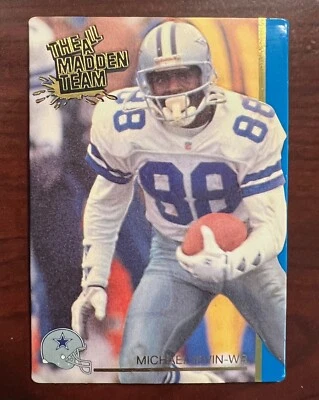 THE ALL
MADDEN
TEAM
88
88
MICHAEL IRVIN-WR